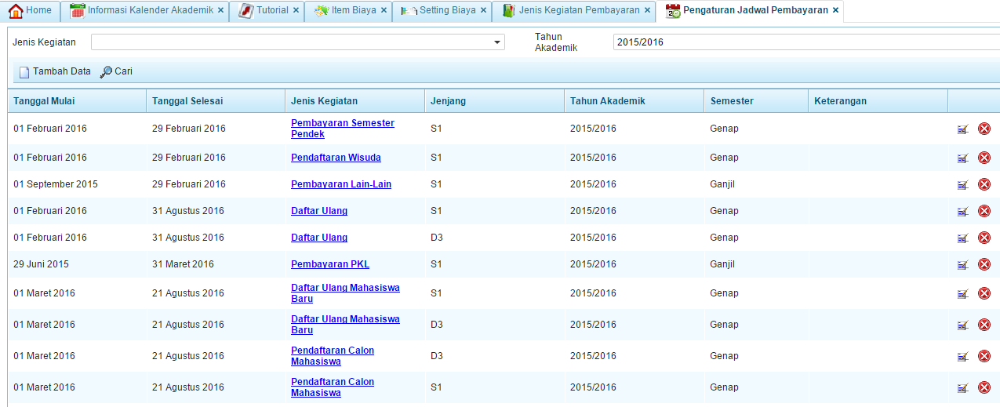 Home Informasi Kalender Akademik Tutorial Item Biaya Setting Biaya Jenis Kegiatan Pembayaran Pengaturan Jadwal Pembayaran
Jenis Kegiatan Tahun Akademik 2015/2016
Tambah Data Cari
Tanggal Mulai Tanggal Selesai Jenis Kegiatan Jenjang Tahun Akademik Semester Keterangan
01 Februari 2016 29 Februari 2016 Pembayaran Semester Pendek S1 2015/2016 Genap
01 Februari 2016 29 Februari 2016 Pendaftaran Wisuda S1 2015/2016 Genap
01 September 2015 29 Februari 2016 Pembayaran Lain-Lain S1 2015/2016 Ganjil
01 Februari 2016 31 Agustus 2016 Daftar Ulang S1 2015/2016 Genap
01 Februari 2016 31 Agustus 2016 Daftar Ulang D3 2015/2016 Genap
29 Juni 2015 31 Maret 2016 Pembayaran PKL S1 2015/2016 Ganjil
01 Maret 2016 21 Agustus 2016 Daftar Ulang Mahasiswa Baru S1 2015/2016 Genap
01 Maret 2016 21 Agustus 2016 Daftar Ulang Mahasiswa Baru D3 2015/2016 Genap
01 Maret 2016 21 Agustus 2016 Pendaftaran Calon Mahasiswa D3 2015/2016 Genap
01 Maret 2016 21 Agustus 2016 Pendaftaran Calon Mahasiswa S1 2015/2016 Genap